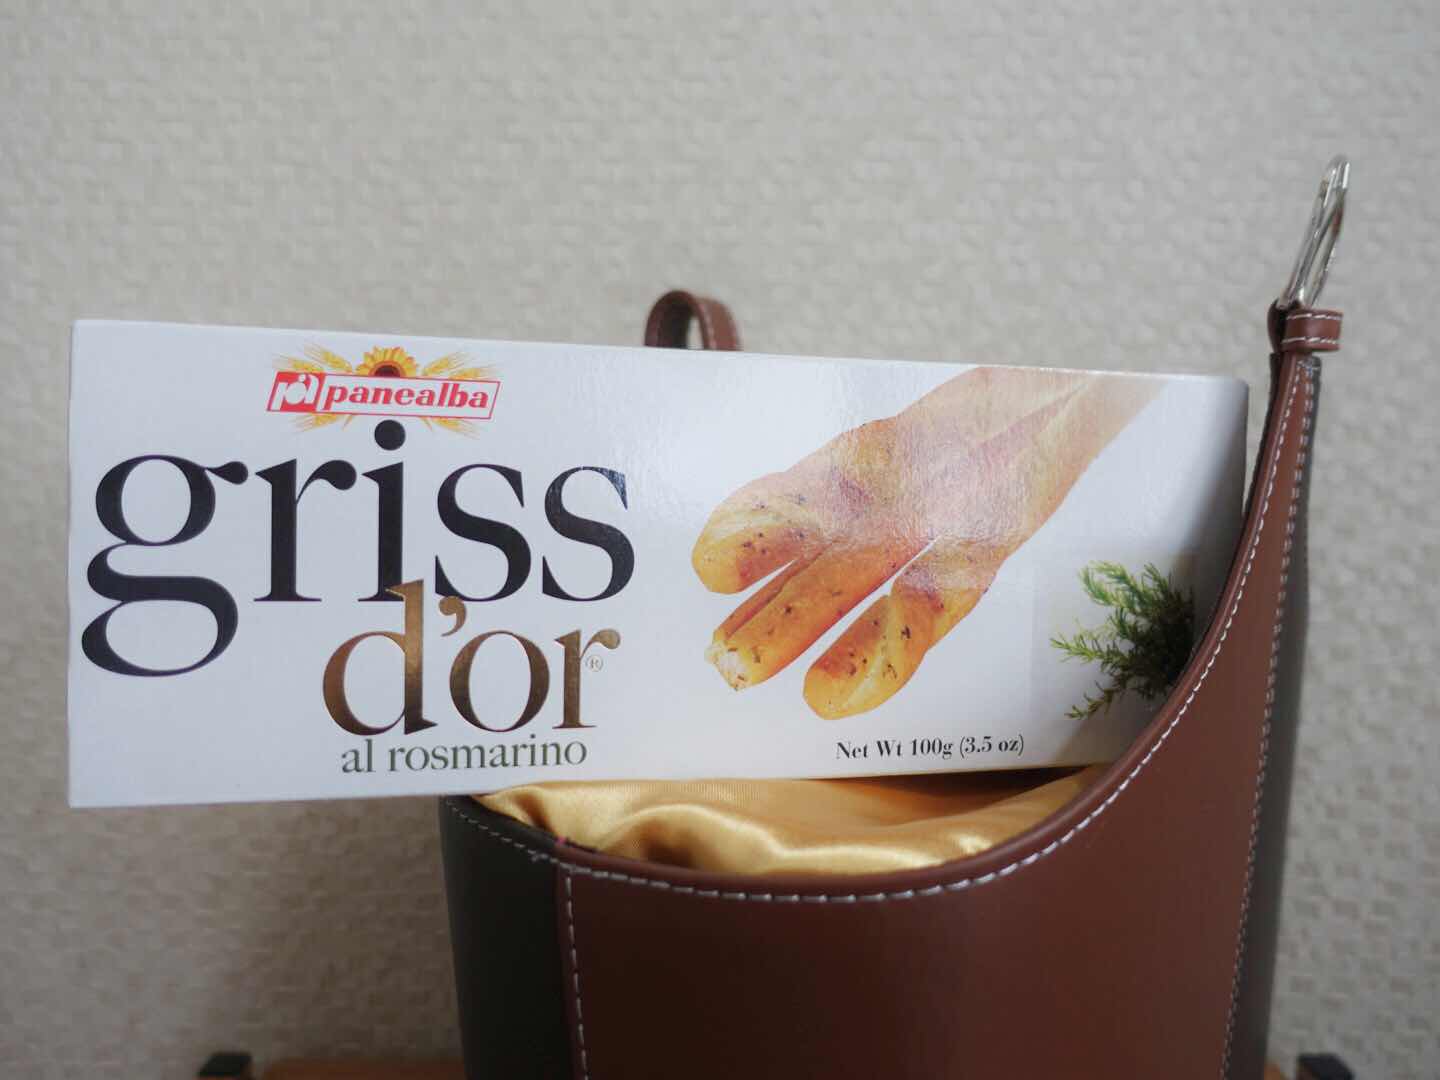 panealba
griss
d'or®
al rosmarino
Net Wt 100g (3.5 oz)